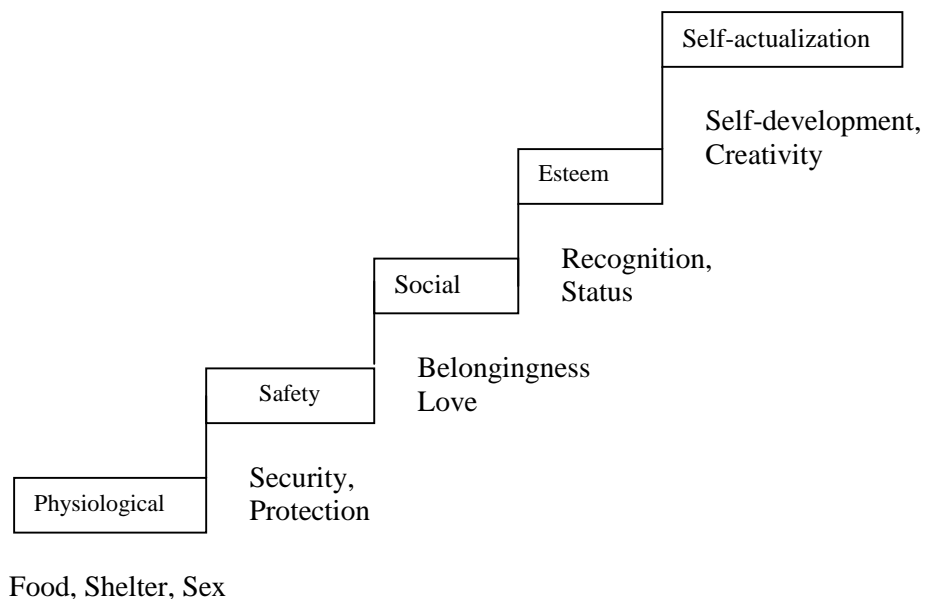 Self-actualization
Self-development,
Creativity
Esteem
Recognition,
Status
Social
Belongingness
Love
Safety
Security,
Protection
Physiological
Food, Shelter, Sex